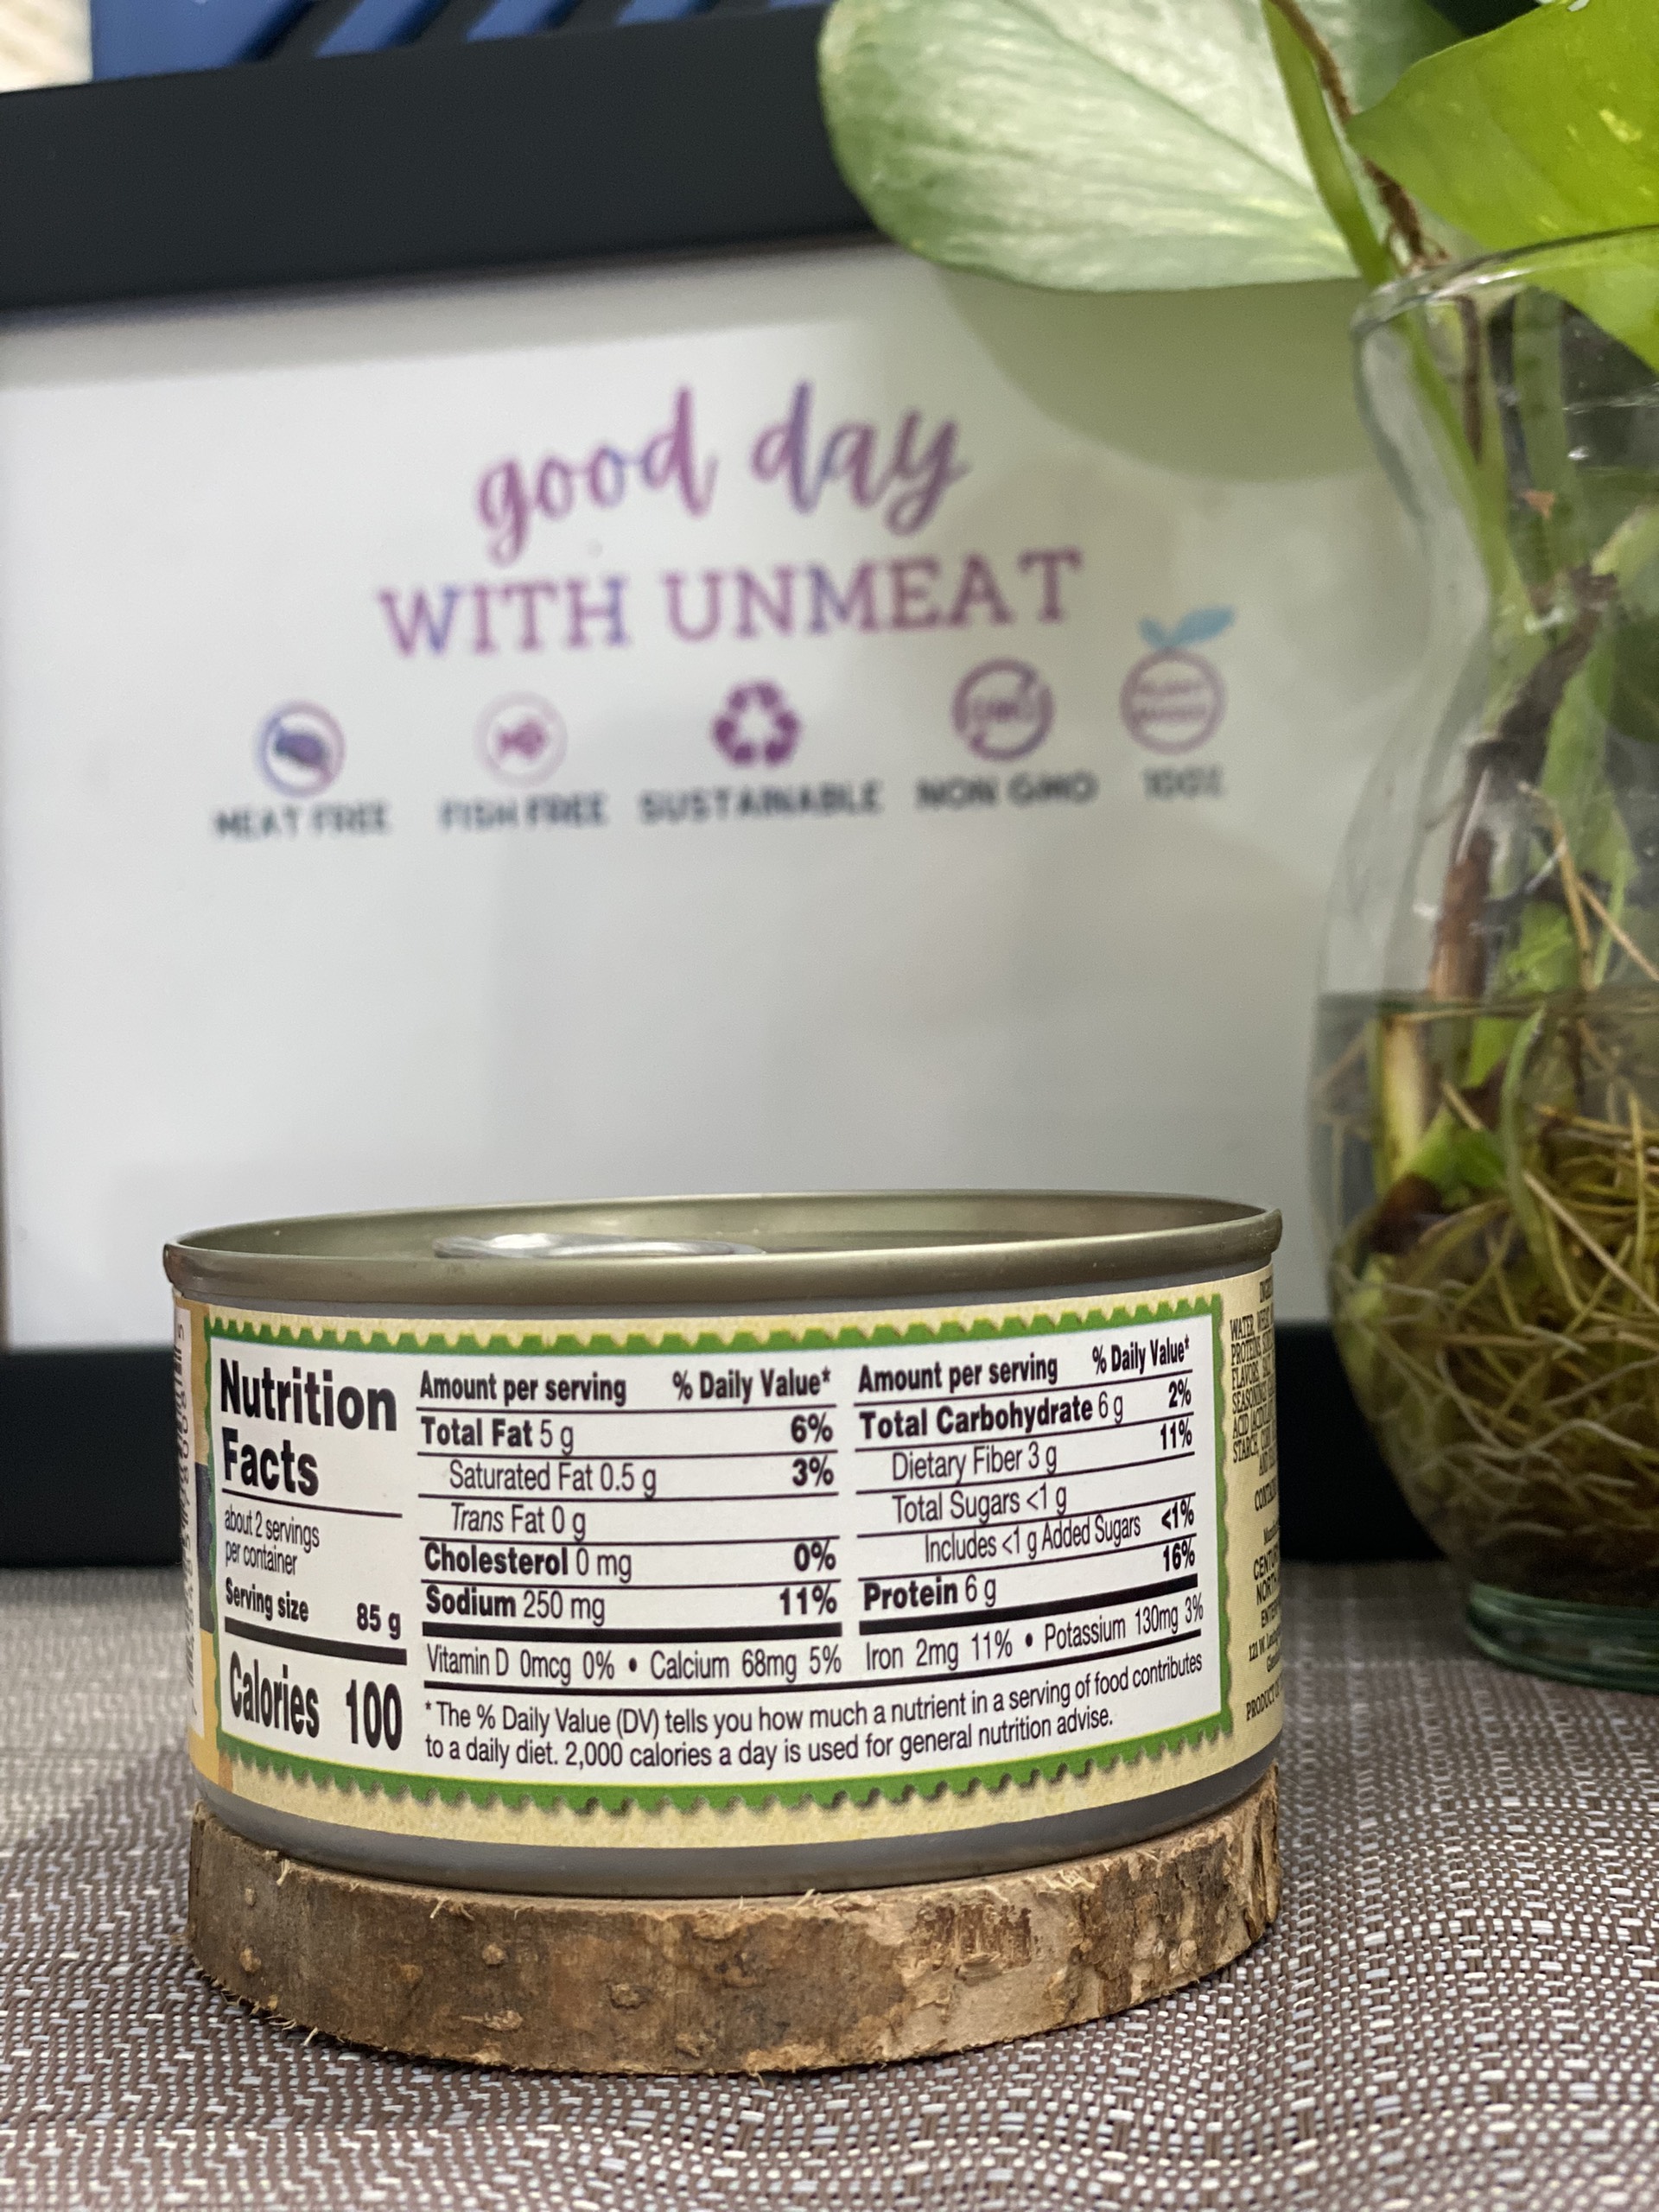 good day
WITH UNMEAT
MEAT FREE
FISH FREE
SUSTAINABLE
NON GMO
100%
Nutrition
Facts
about 2 servings
per container
Serving size 85 g
Calories 100
Amount per serving % Daily Value*
Total Fat 5 g 6%
Saturated Fat 0.5 g 3%
Trans Fat 0 g
Cholesterol 0 mg 0%
Sodium 250 mg 11%
Amount per serving % Daily Value*
Total Carbohydrate 6 g 2%
Dietary Fiber 3 g 11%
Total Sugars <1 g
Includes <1 g Added Sugars <1%
Protein 6 g 16%
Vitamin D 0mcg 0% • Calcium 68mg 5% Iron 2mg 11% • Potassium 130mg 3%
*The % Daily Value (DV) tells you how much a nutrient in a serving of food contributes
to a daily diet. 2,000 calories a day is used for general nutrition advise.
WATER,
FLAVORS,